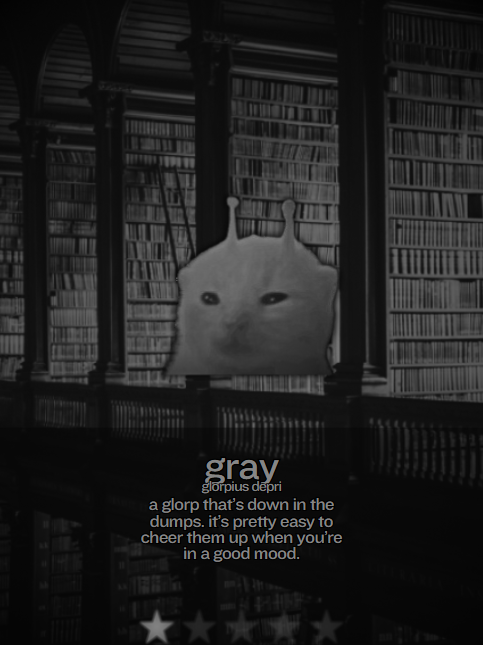 gray
glorpius depri
a glorp that's down in the
dumps. it's pretty easy to
cheer them up when you're
in a good mood.